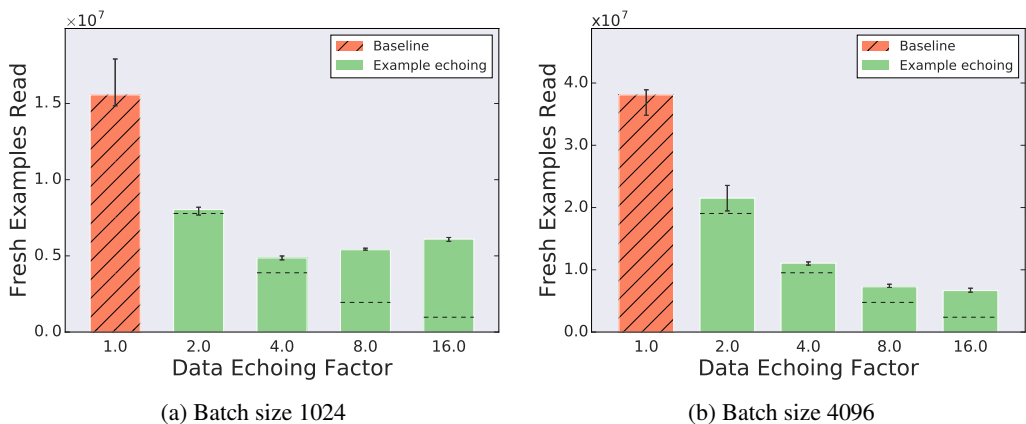 ×10⁷
Fresh Examples Read
1.5
1.0
0.5
0.0
Baseline
Example echoing
1.0 2.0 4.0 8.0 16.0
Data Echoing Factor
(a) Batch size 1024
x10⁷
Fresh Examples Read
4.0
3.0
2.0
1.0
0.0
Baseline
Example echoing
1.0 2.0 4.0 8.0 16.0
Data Echoing Factor
(b) Batch size 4096